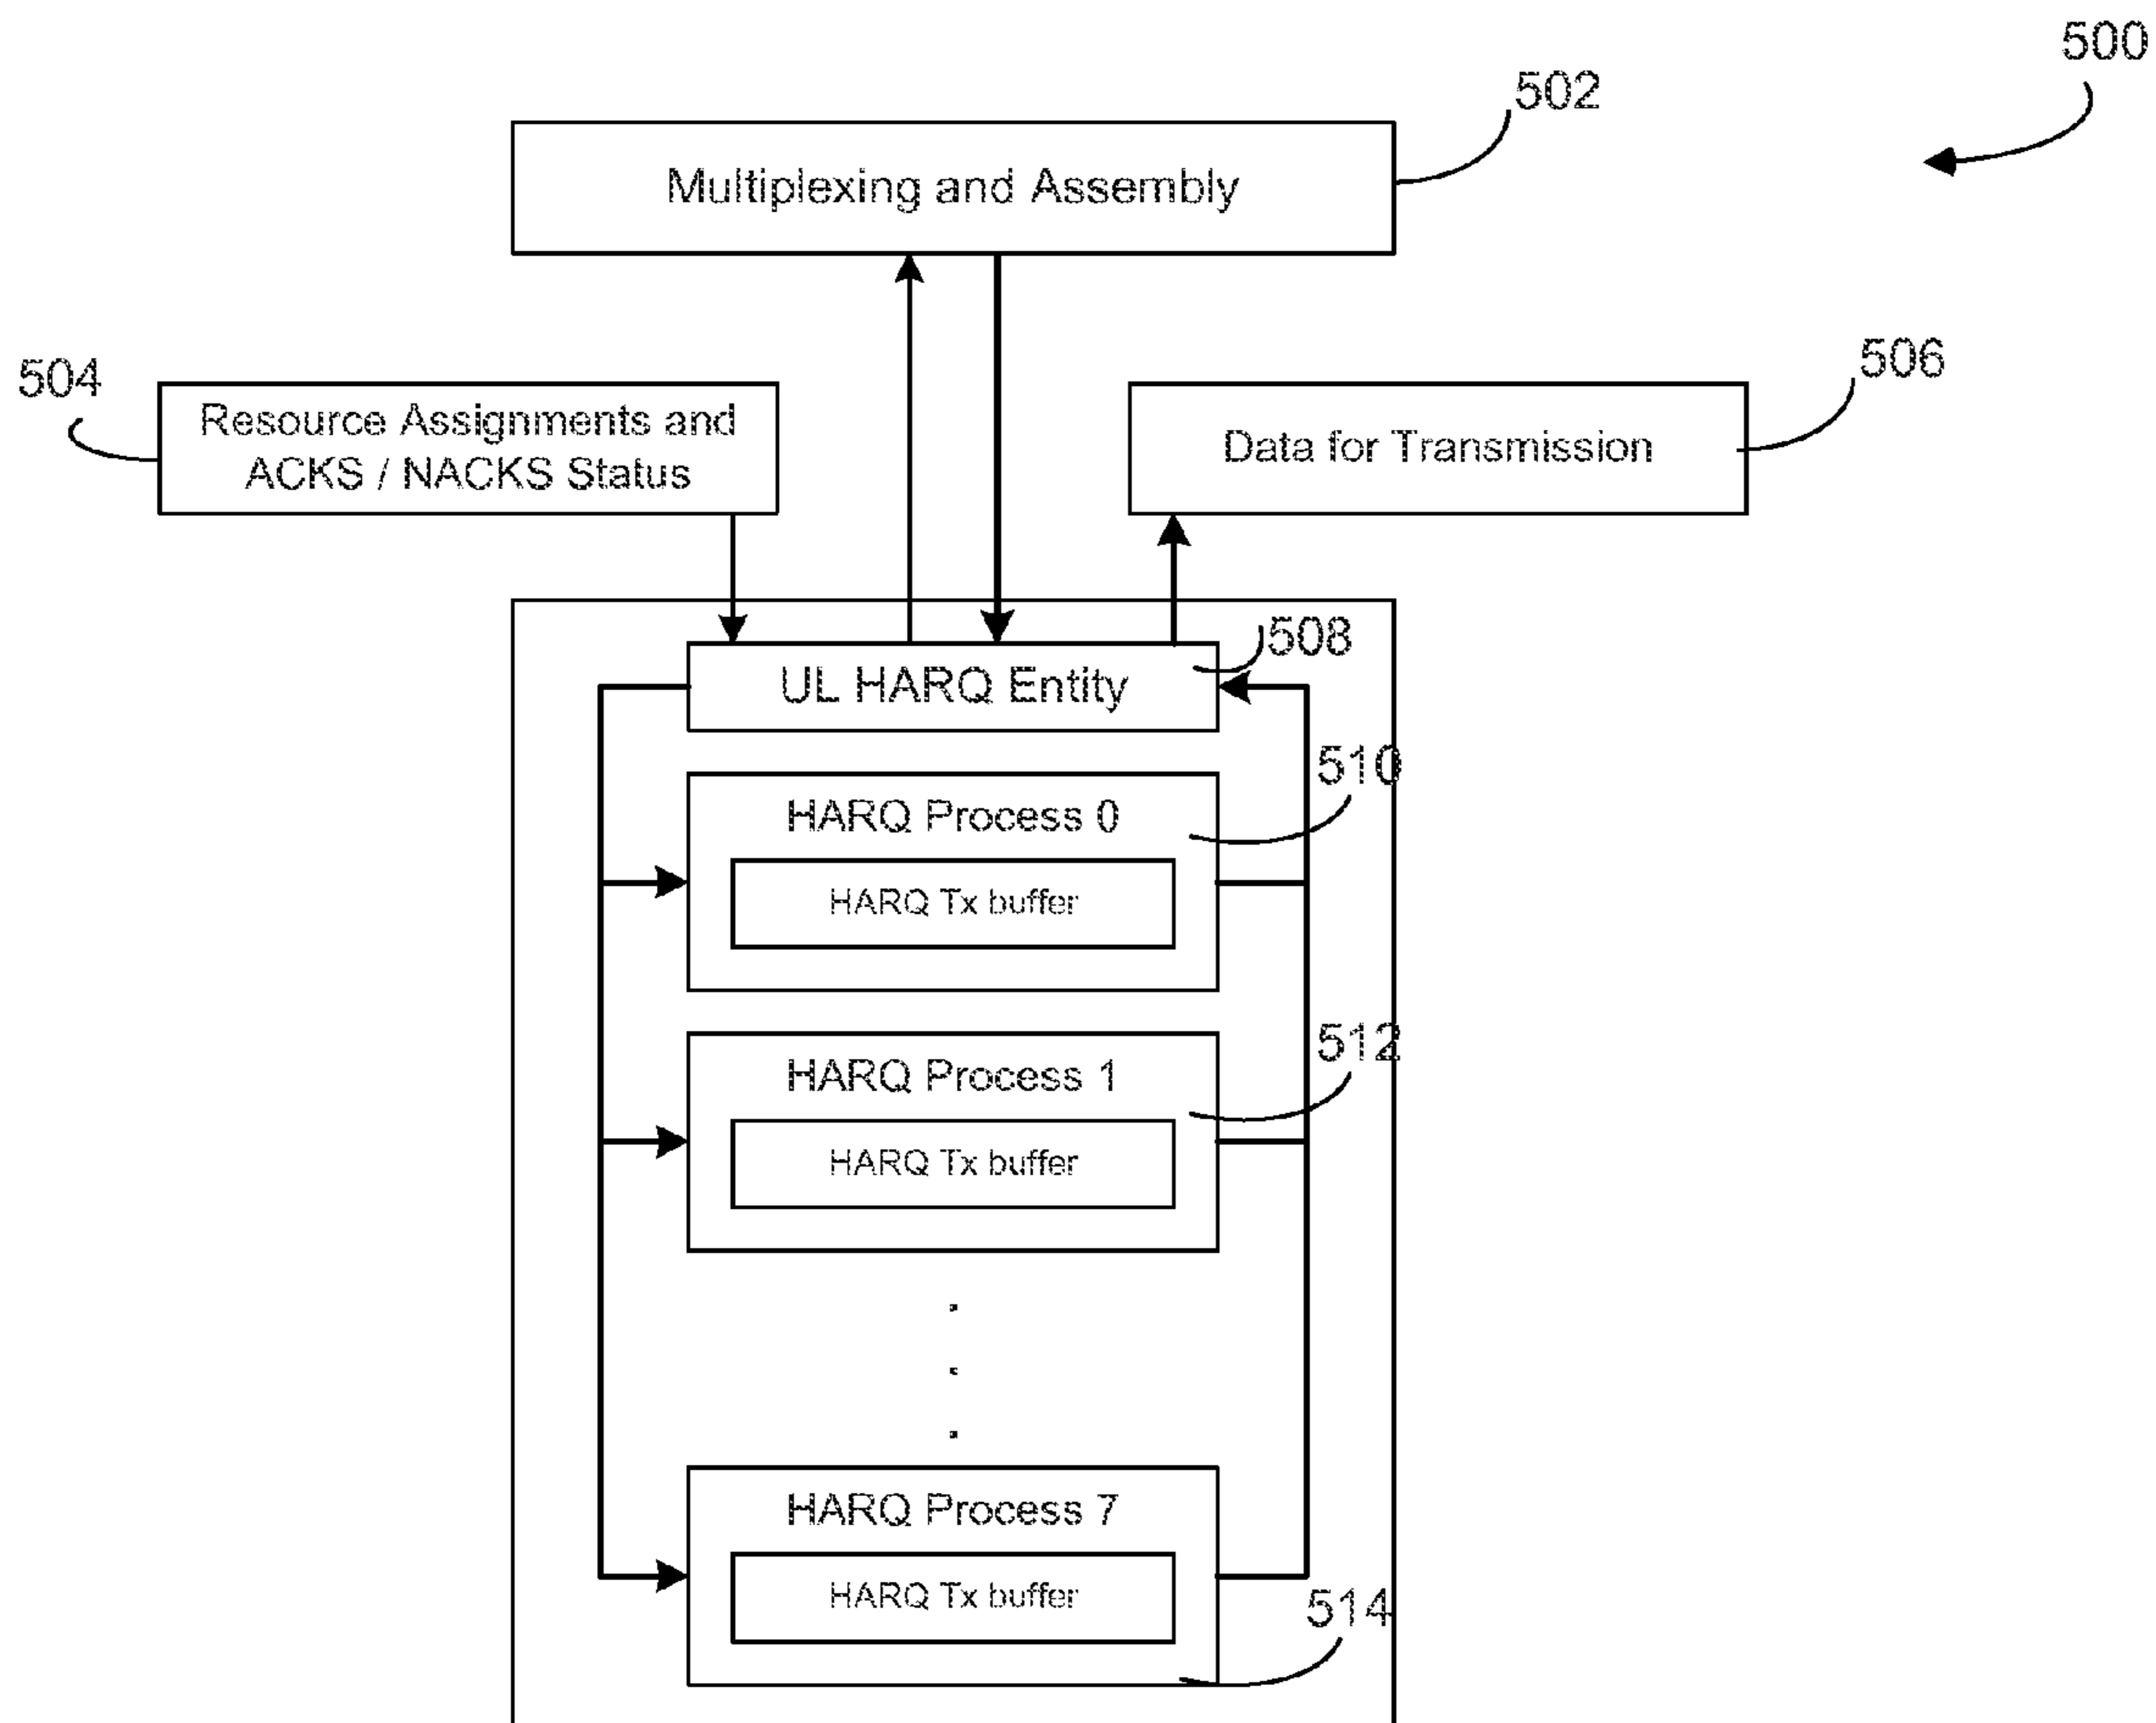 500
502
Multiplexing and Assembly
504
Resource Assignments and
ACKS / NACKS Status
506
Data for Transmission
508
UL HARQ Entity
510
HARQ Process 0
HARQ Tx buffer
512
HARQ Process 1
HARQ Tx buffer
HARQ Process 7
HARQ Tx buffer
514